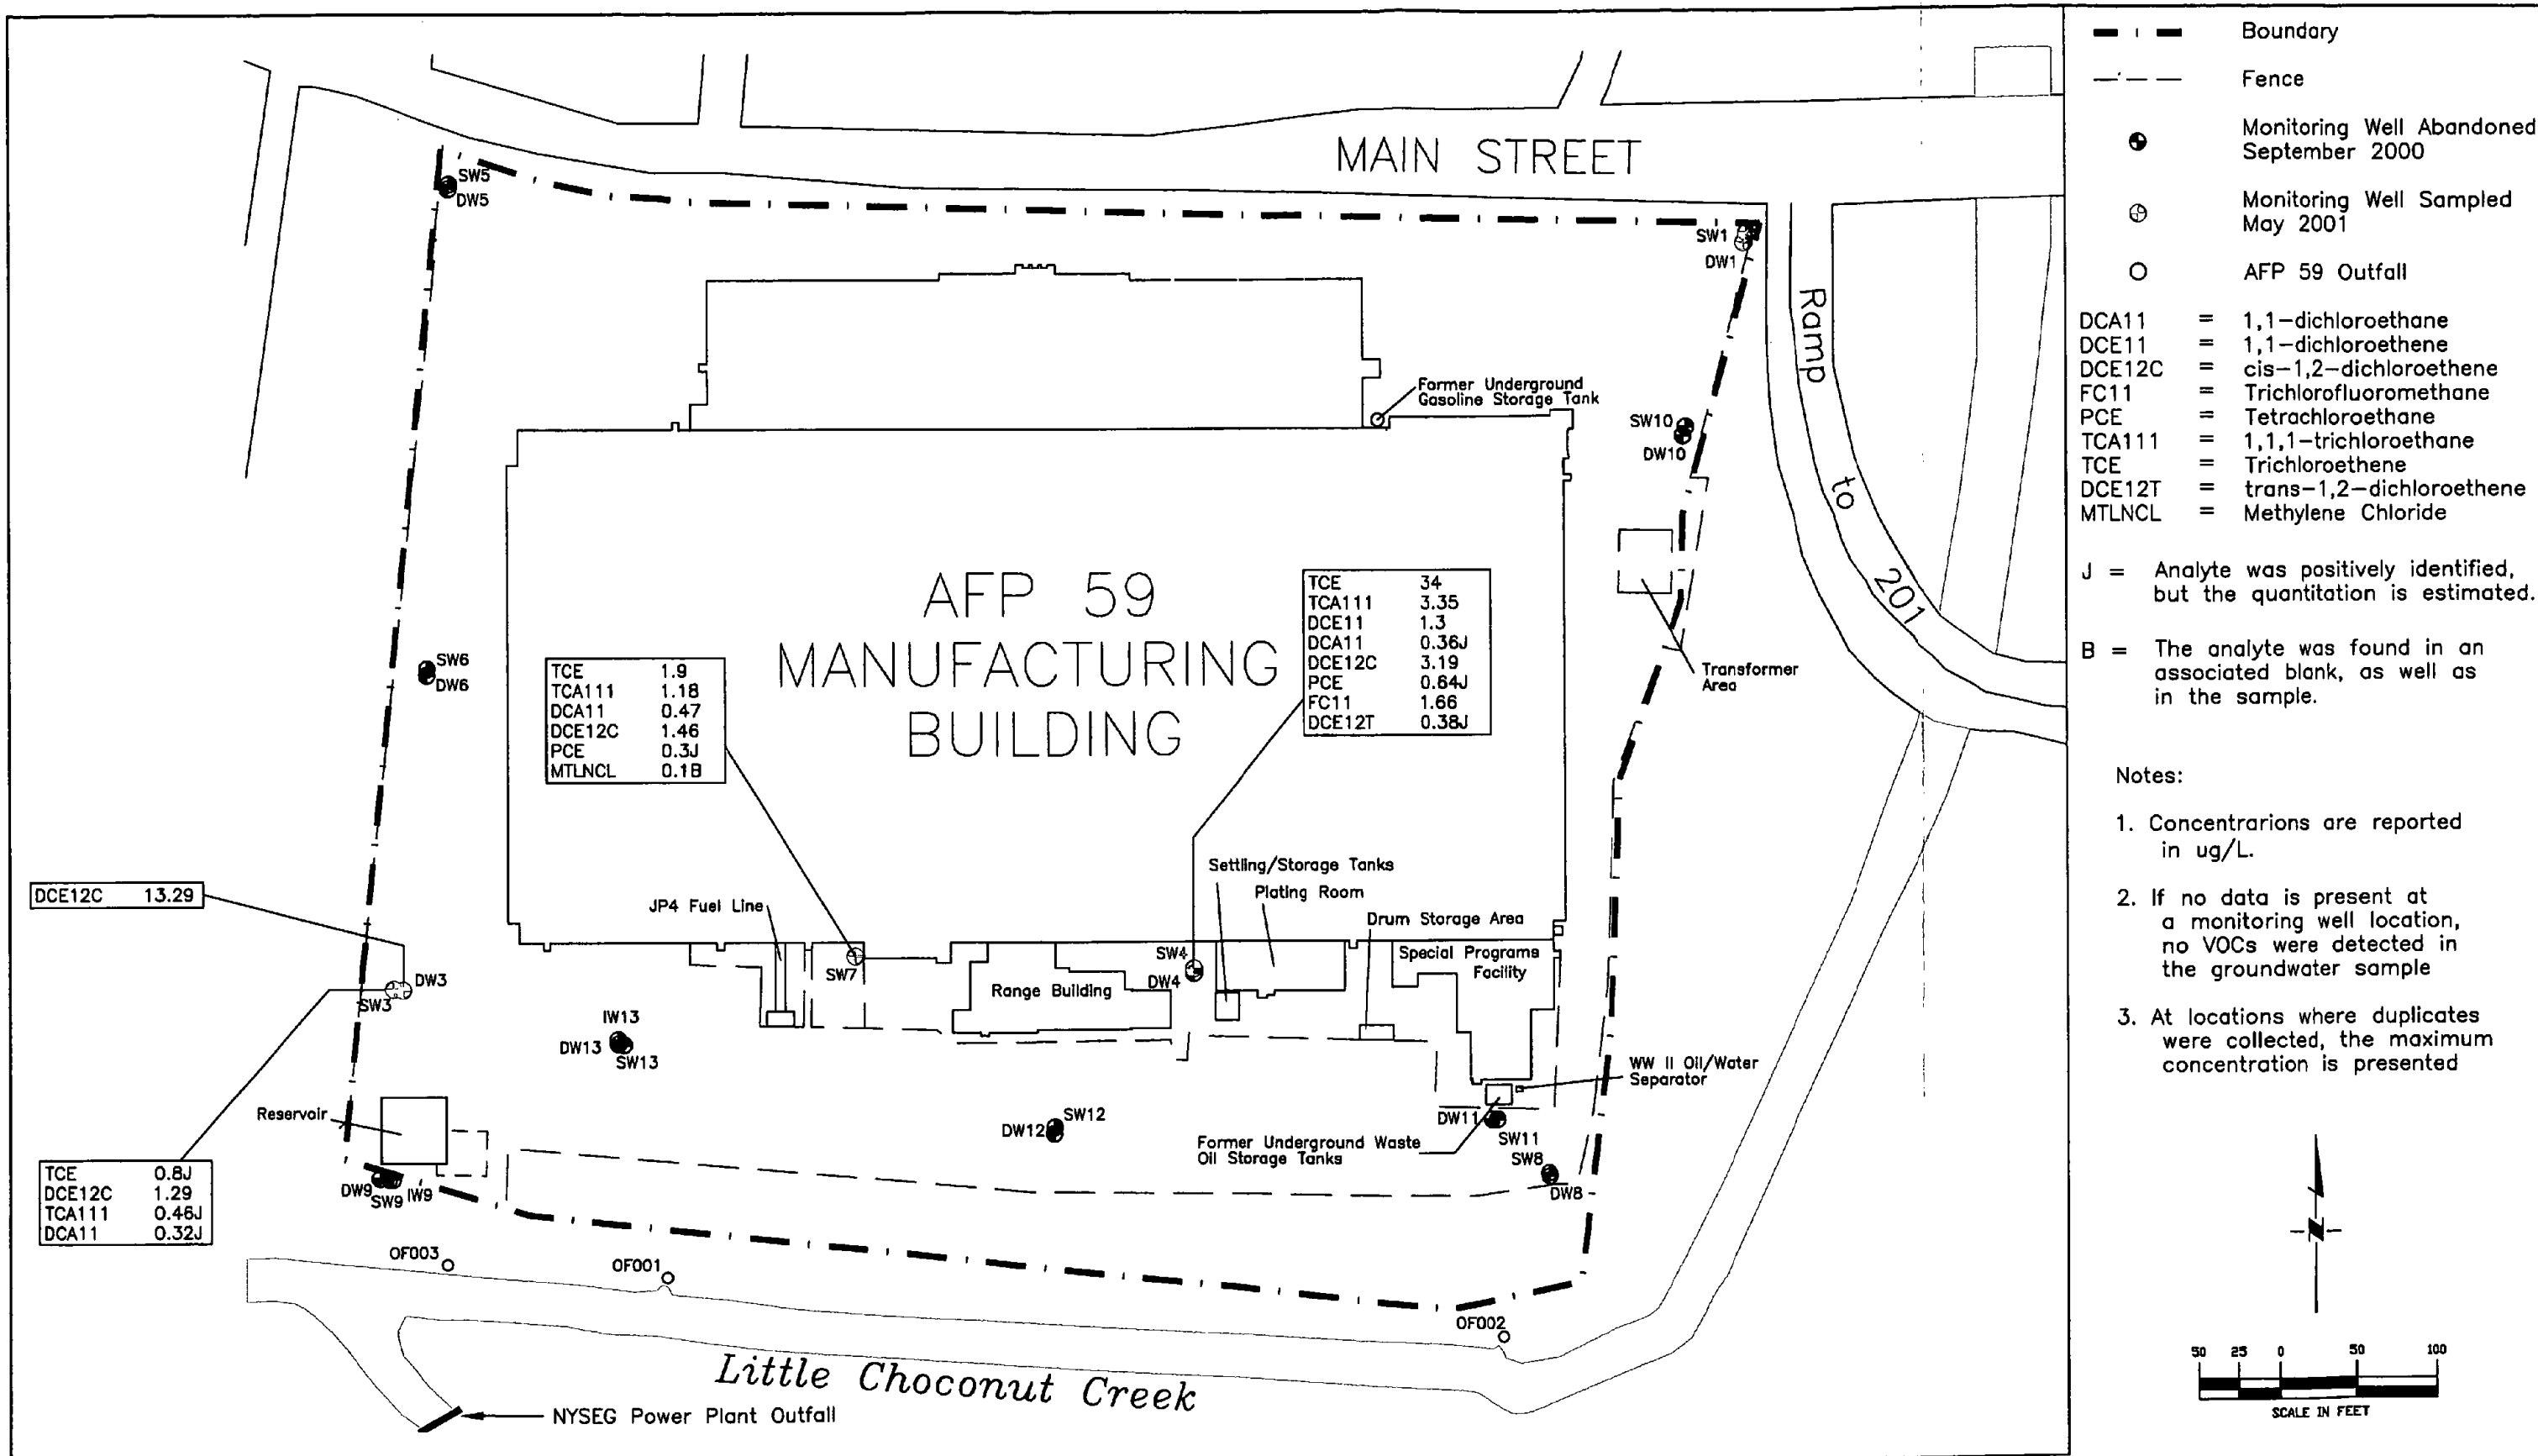 MAIN STREET
SW5
DW5
SW1
DW1
Ramp to 201
Former Underground
Gasoline Storage Tank
SW10
DW10
AFP 59
MANUFACTURING
BUILDING
TCE 34
TCA111 3.35
DCE11 1.3
DCA11 0.36J
DCE12C 3.19
PCE 0.64J
FC11 1.66
DCE12T 0.38J
TCE 1.9
TCA111 1.18
DCA11 0.47
DCE12C 1.46
PCE 0.3J
MTLNCL 0.1B
Transformer
Area
SW6
DW6
DCE12C 13.29
JP4 Fuel Line
Settling/Storage Tanks
Plating Room
Drum Storage Area
Special Programs
Facility
SW7
SW4
DW4
Range Building
DW3
SW3
IW13
DW13
SW13
WW II Oil/Water
Separator
Reservoir
SW12
DW12
DW11
SW11
Former Underground Waste
Oil Storage Tanks
SW8
DW8
TCE 0.8J
DCE12C 1.29
TCA111 0.46J
DCA11 0.32J
DW9
SW9
IW9
OF003
OF001
OF002
Little Choconut Creek
NYSEG Power Plant Outfall
Boundary
Fence
Monitoring Well Abandoned
September 2000
Monitoring Well Sampled
May 2001
AFP 59 Outfall
DCA11 = 1,1-dichloroethane
DCE11 = 1,1-dichloroethene
DCE12C = cis-1,2-dichloroethene
FC11 = Trichlorofluoromethane
PCE = Tetrachloroethane
TCA111 = 1,1,1-trichloroethane
TCE = Trichloroethene
DCE12T = trans-1,2-dichloroethene
MTLNCL = Methylene Chloride
J = Analyte was positively identified,
but the quantitation is estimated.
B = The analyte was found in an
associated blank, as well as
in the sample.
Notes:
1. Concentrarions are reported
in ug/L.
2. If no data is present at
a monitoring well location,
no VOCs were detected in
the groundwater sample
3. At locations where duplicates
were collected, the maximum
concentration is presented
N
50 25 0 50 100
SCALE IN FEET